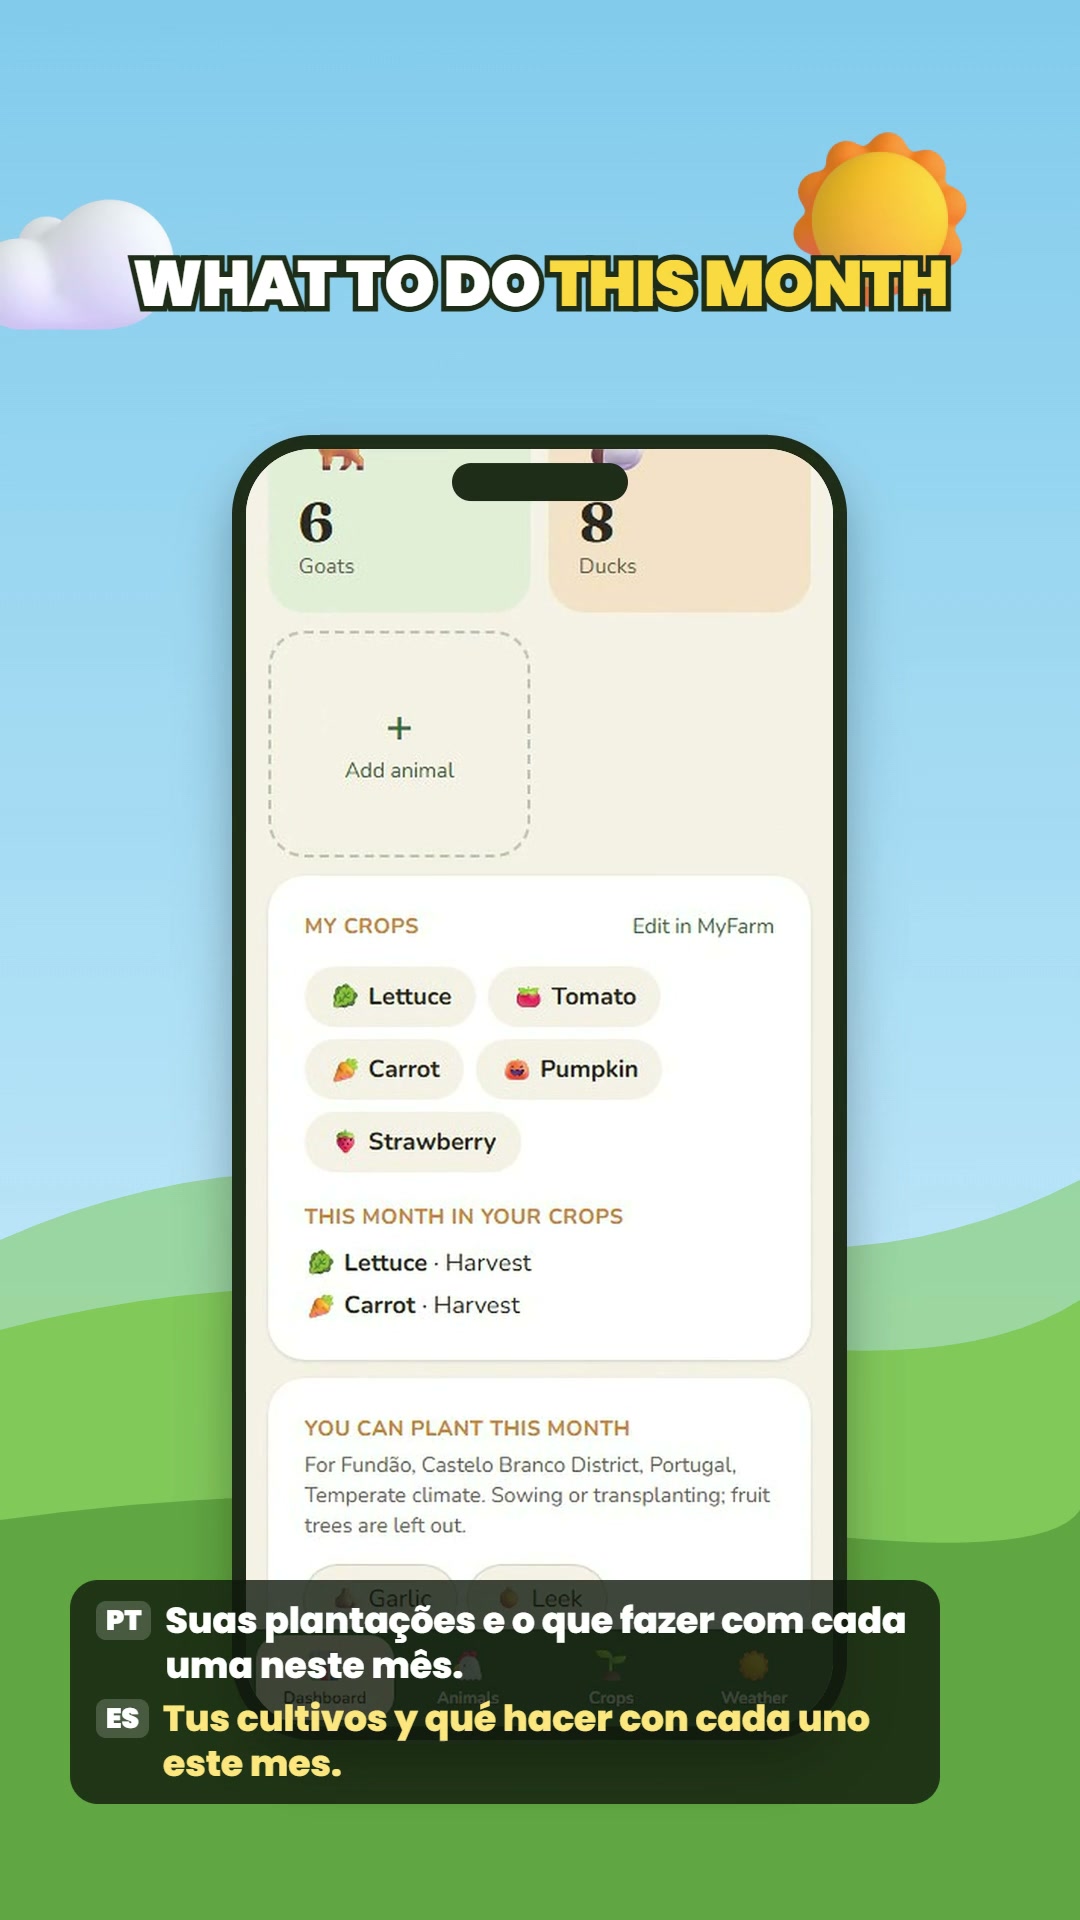 WHAT TO DO THIS MONTH
6
Goats
8
Ducks
+
Add animal
MY CROPS
Edit in MyFarm
Lettuce
Tomato
Carrot
Pumpkin
Strawberry
THIS MONTH IN YOUR CROPS
Lettuce · Harvest
Carrot · Harvest
YOU CAN PLANT THIS MONTH
For Fundão, Castelo Branco District, Portugal,
Temperate climate. Sowing or transplanting; fruit
trees are left out.
Garlic
Leek
PT Suas plantações e o que fazer com cada
uma neste mês.
Dashboard
Animals
Crops
Weather
ES Tus cultivos y qué hacer con cada uno
este mes.